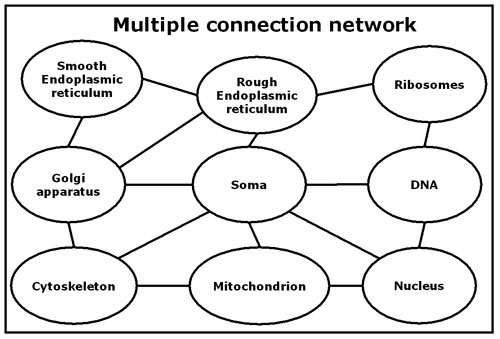 Multiple connection network
Smooth
Endoplasmic
reticulum
Rough
Endoplasmic
reticulum
Ribosomes
Golgi
apparatus
Soma
DNA
Cytoskeleton
Mitochondrion
Nucleus